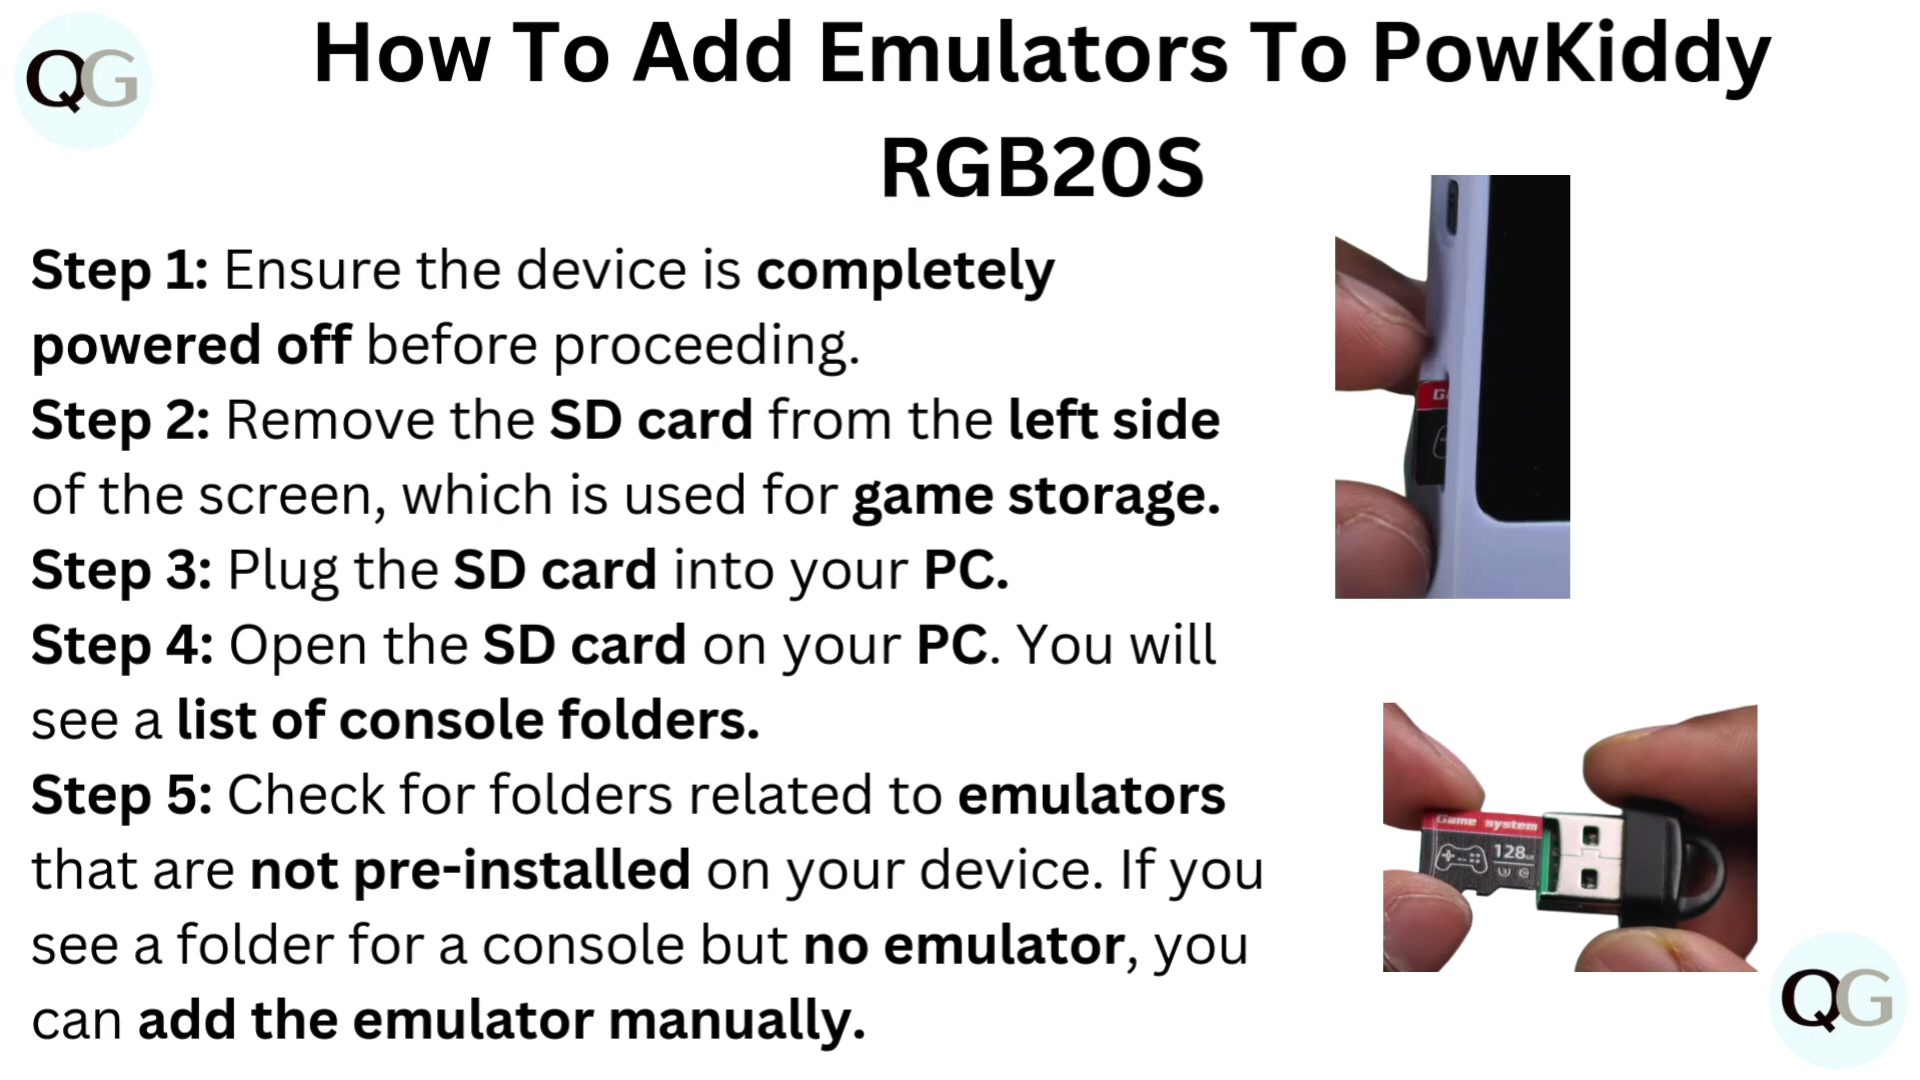 QG
How To Add Emulators To PowKiddy
RGB20S
Step 1: Ensure the device is completely
powered off before proceeding.
Step 2: Remove the SD card from the left side
of the screen, which is used for game storage.
Step 3: Plug the SD card into your PC.
Step 4: Open the SD card on your PC. You will
see a list of console folders.
Step 5: Check for folders related to emulators
that are not pre-installed on your device. If you
see a folder for a console but no emulator, you
can add the emulator manually.
Game system
128
QG